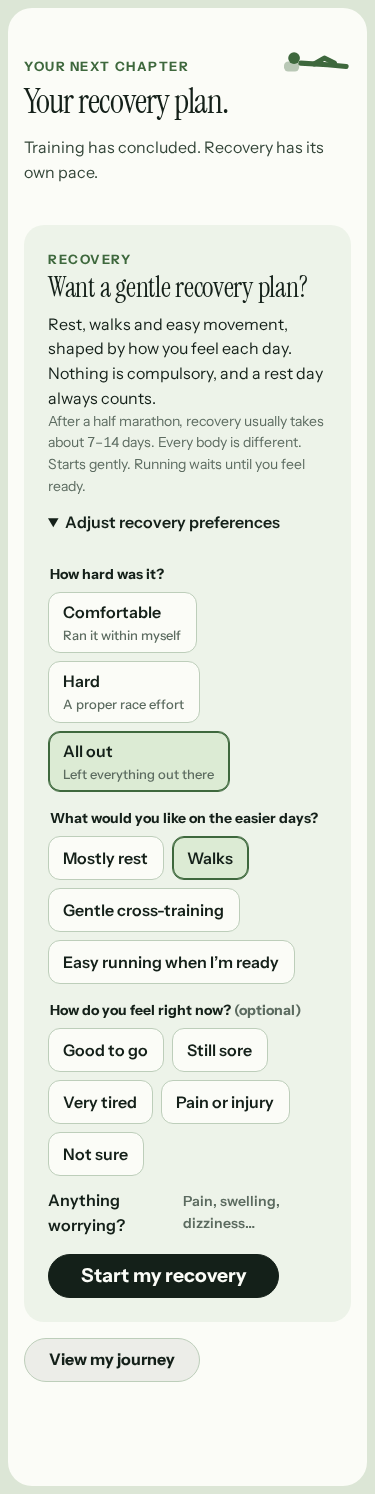 YOUR NEXT CHAPTER
Your recovery plan.
Training has concluded. Recovery has its
own pace.
RECOVERY
Want a gentle recovery plan?
Rest, walks and easy movement,
shaped by how you feel each day.
Nothing is compulsory, and a rest day
always counts.
After a half marathon, recovery usually takes
about 7–14 days. Every body is different.
Starts gently. Running waits until you feel
ready.
▼ Adjust recovery preferences
How hard was it?
Comfortable
Ran it within myself
Hard
A proper race effort
All out
Left everything out there
What would you like on the easier days?
Mostly rest
Walks
Gentle cross-training
Easy running when I’m ready
How do you feel right now? (optional)
Good to go
Still sore
Very tired
Pain or injury
Not sure
Anything
worrying?
Pain, swelling,
dizziness…
Start my recovery
View my journey